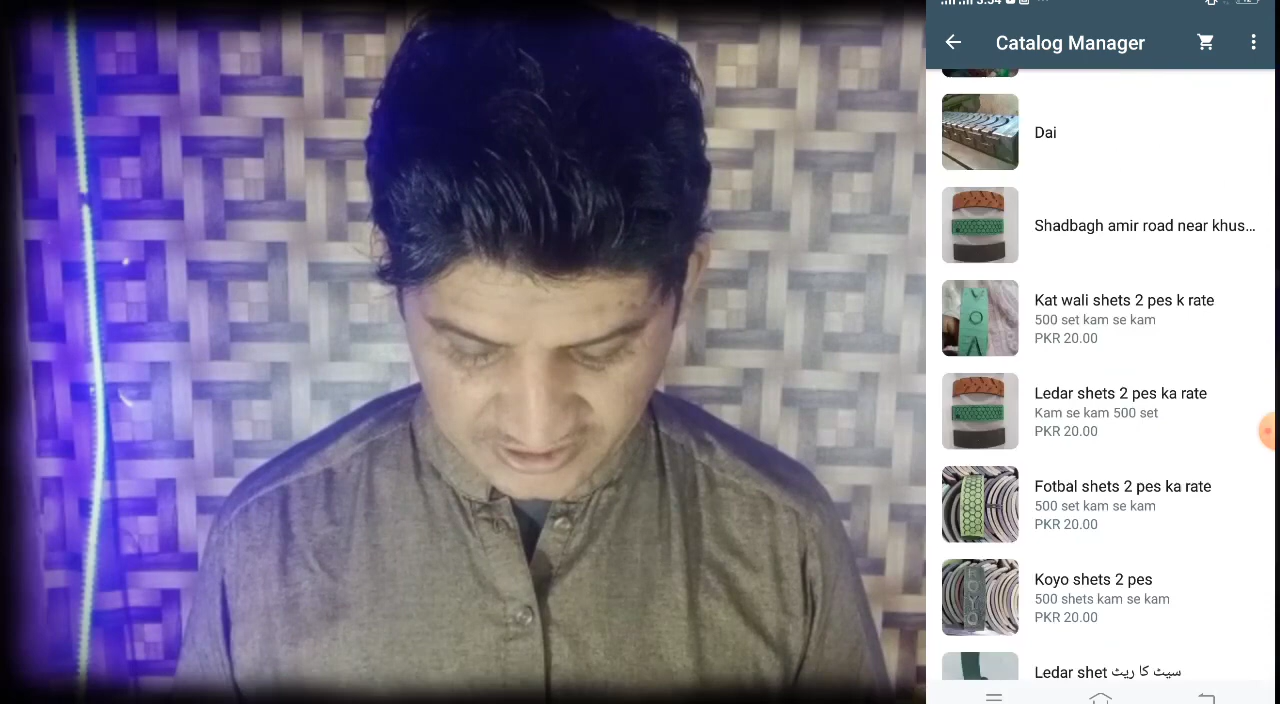 3:54
Catalog Manager
Dai
Shadbagh amir road near khus...
Kat wali shets 2 pes k rate
500 set kam se kam
PKR 20.00
Ledar shets 2 pes ka rate
Kam se kam 500 set
PKR 20.00
Fotbal shets 2 pes ka rate
500 set kam se kam
PKR 20.00
KOYO
Koyo shets 2 pes
500 shets kam se kam
PKR 20.00
Ledar shet سیٹ کا ریٹ